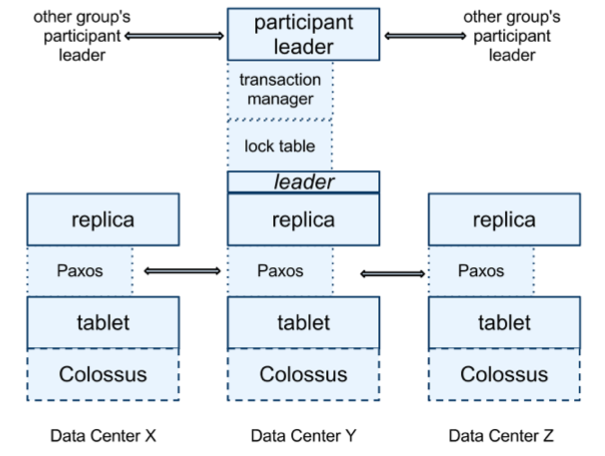 other group's
participant
leader
participant
leader
other group's
participant
leader
transaction
manager
lock table
leader
replica
replica
replica
Paxos
Paxos
Paxos
tablet
tablet
tablet
Colossus
Colossus
Colossus
Data Center X
Data Center Y
Data Center Z